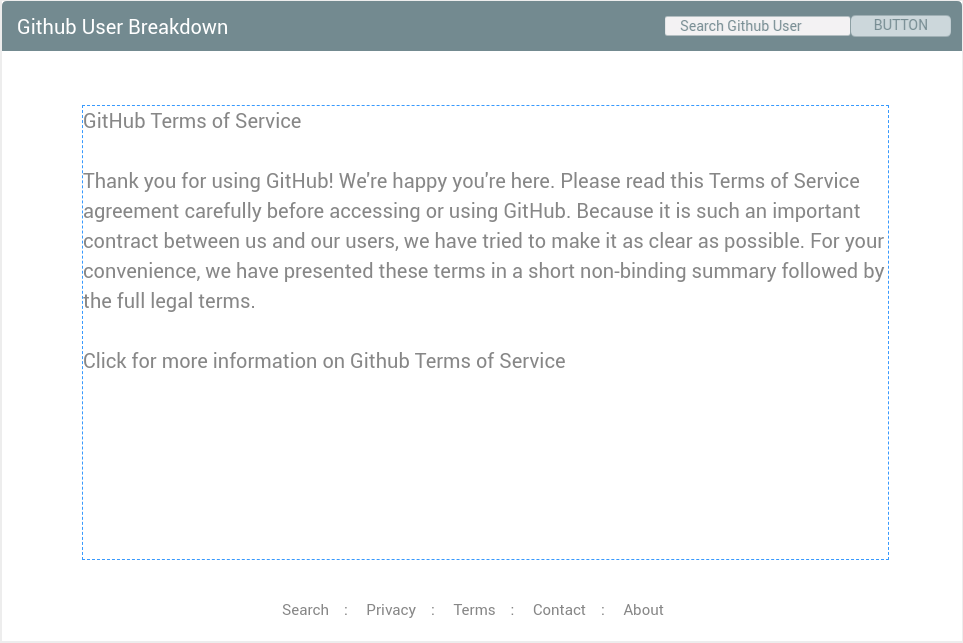 Github User Breakdown
Search Github User
BUTTON
GitHub Terms of Service
Thank you for using GitHub! We're happy you're here. Please read this Terms of Service
agreement carefully before accessing or using GitHub. Because it is such an important
contract between us and our users, we have tried to make it as clear as possible. For your
convenience, we have presented these terms in a short non-binding summary followed by
the full legal terms.
Click for more information on Github Terms of Service
Search : Privacy : Terms : Contact : About